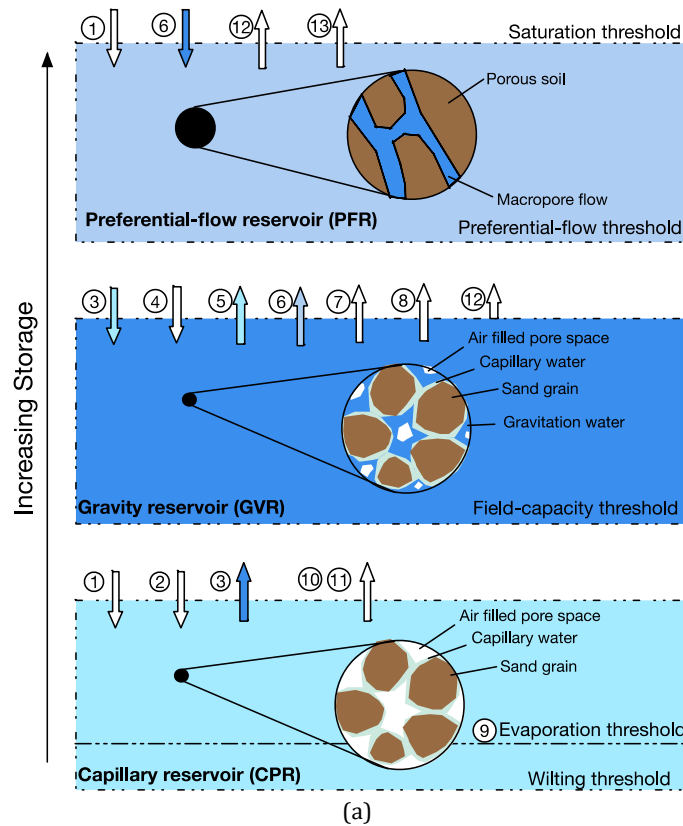 Saturation threshold
1 6 12 13
Porous soil
Macropore flow
Preferential-flow reservoir (PFR)
Preferential-flow threshold
3 4 5 6 7 8 12
Air filled pore space
Capillary water
Sand grain
Gravitation water
Gravity reservoir (GVR)
Field-capacity threshold
1 2 3 10 11
Air filled pore space
Capillary water
Sand grain
9 Evaporation threshold
Capillary reservoir (CPR)
Wilting threshold
Increasing Storage
(a)